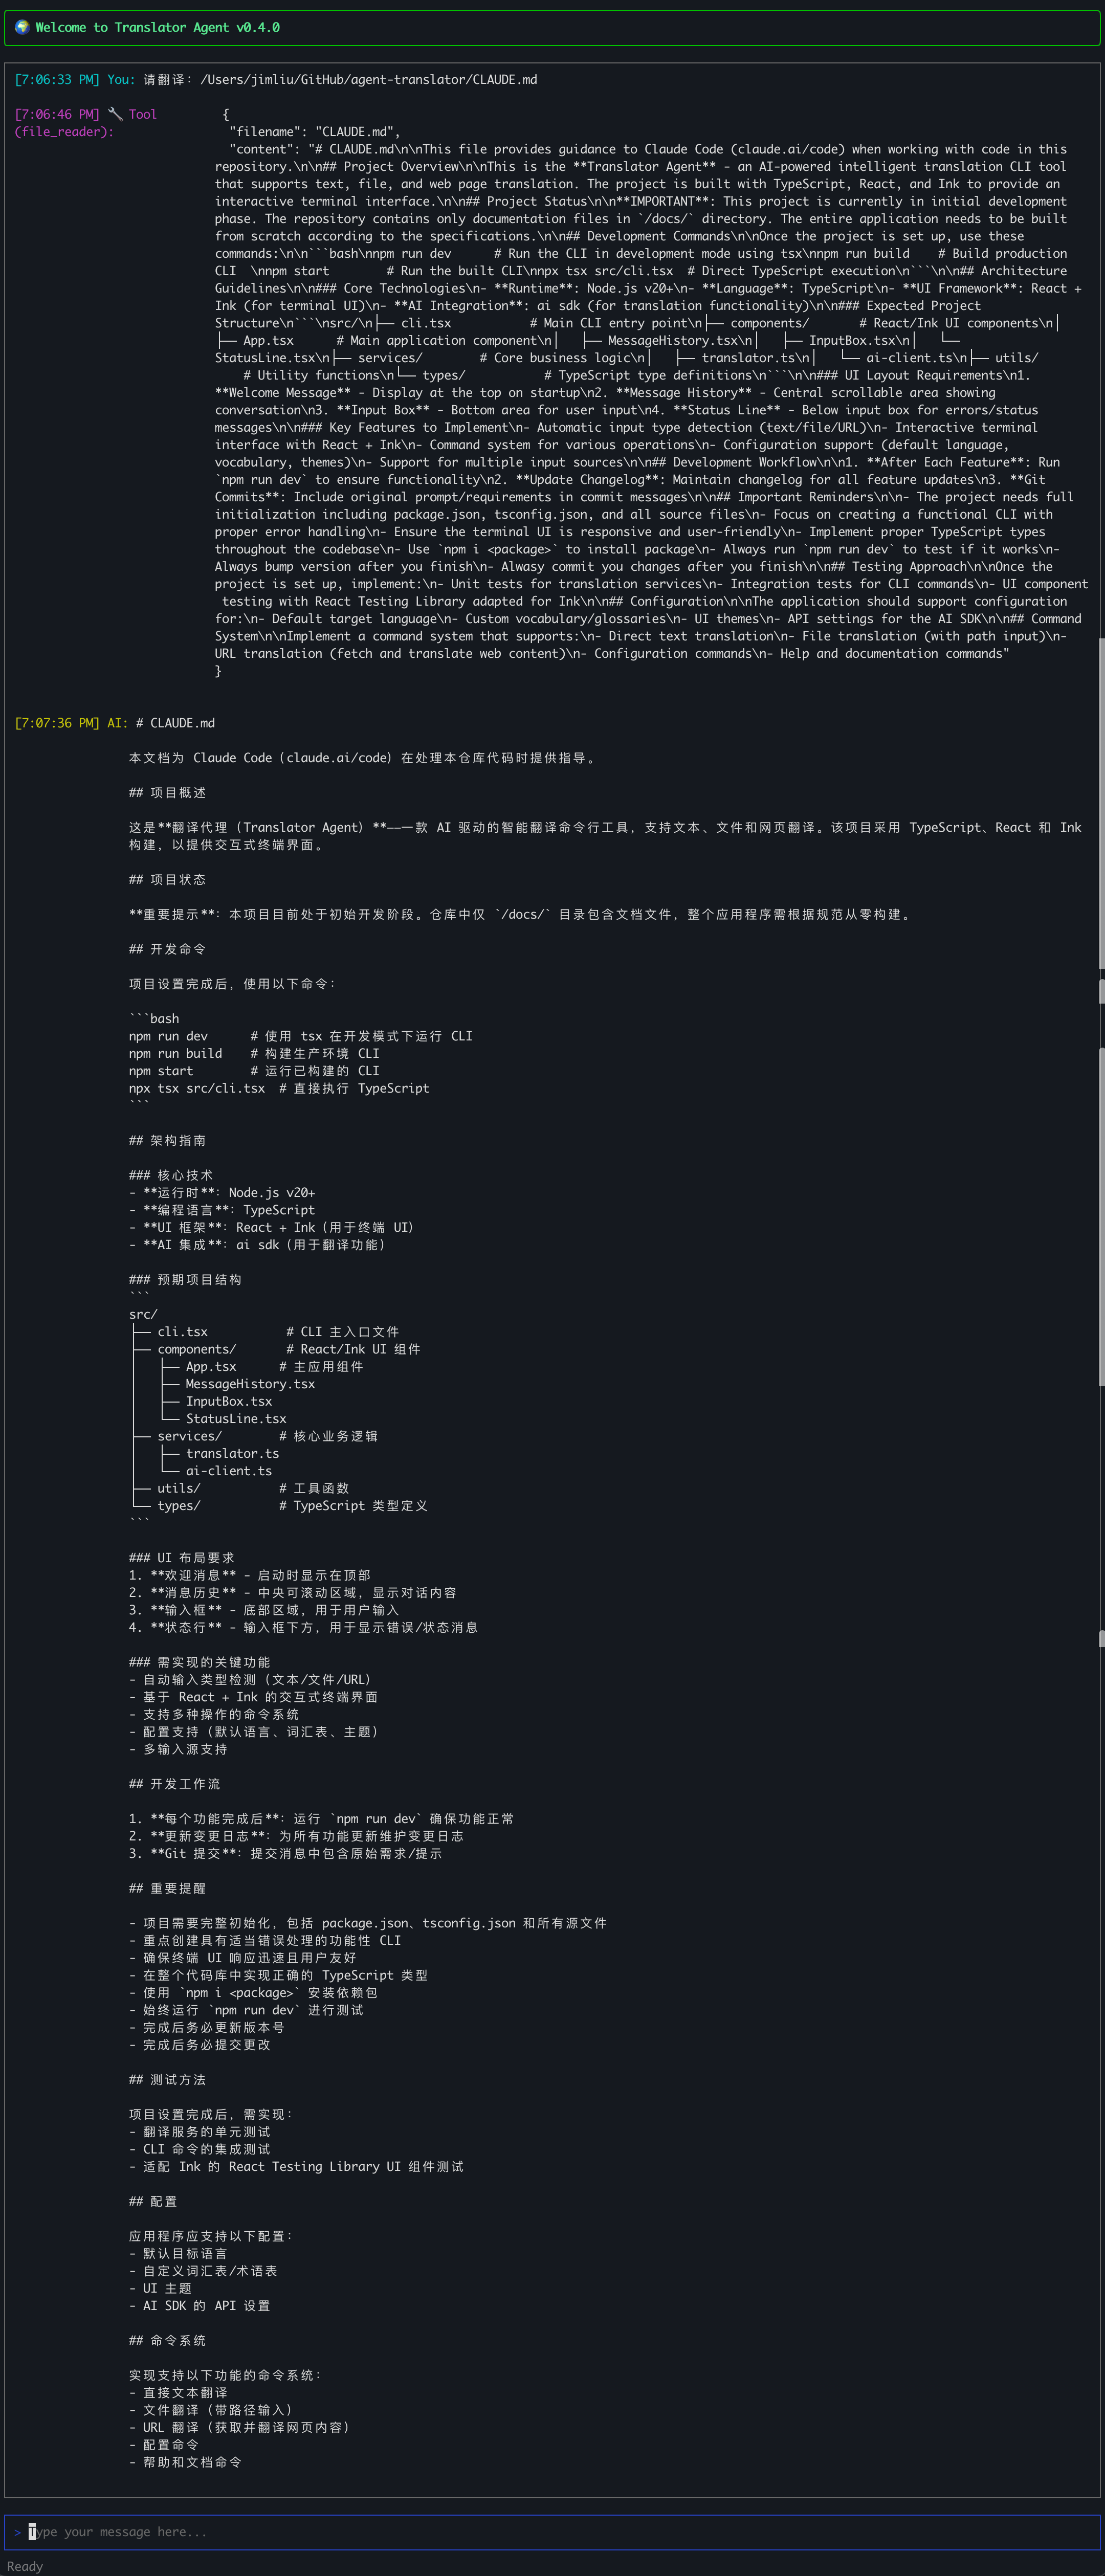 🌍 Welcome to Translator Agent v0.4.0
[7:06:33 PM] You: 请翻译: /Users/jimliu/GitHub/agent-translator/CLAUDE.md
[7:06:46 PM] 🔧 Tool {
(file_reader): "filename": "CLAUDE.md",
"content": "# CLAUDE.md\n\nThis file provides guidance to Claude Code (claude.ai/code) when working with code in this
repository.\n\n## Project Overview\n\nThis is the **Translator Agent** - an AI-powered intelligent translation CLI tool
that supports text, file, and web page translation. The project is built with TypeScript, React, and Ink to provide an
interactive terminal interface.\n\n## Project Status\n\n**IMPORTANT**: This project is currently in initial development
phase. The repository contains only documentation files in `/docs/` directory. The entire application needs to be built
from scratch according to the specifications.\n\n## Development Commands\n\nOnce the project is set up, use these
commands:\n\n```bash\nnpm run dev      # Run the CLI in development mode using tsx\nnpm run build    # Build production
CLI  \nnpm start        # Run the built CLI\nnpx tsx src/cli.tsx  # Direct TypeScript execution\n```\n\n## Architecture
Guidelines\n\n### Core Technologies\n- **Runtime**: Node.js v20+\n- **Language**: TypeScript\n- **UI Framework**: React +
Ink (for terminal UI)\n- **AI Integration**: ai sdk (for translation functionality)\n\n### Expected Project
Structure\n```\nsrc/\n├── cli.tsx           # Main CLI entry point\n├── components/       # React/Ink UI components\n│
├── App.tsx      # Main application component\n│   ├── MessageHistory.tsx\n│   ├── InputBox.tsx\n│   └──
StatusLine.tsx\n├── services/        # Core business logic\n│   ├── translator.ts\n│   └── ai-client.ts\n├── utils/
# Utility functions\n└── types/           # TypeScript type definitions\n```\n\n### UI Layout Requirements\n1.
**Welcome Message** - Display at the top on startup\n2. **Message History** - Central scrollable area showing
conversation\n3. **Input Box** - Bottom area for user input\n4. **Status Line** - Below input box for errors/status
messages\n\n### Key Features to Implement\n- Automatic input type detection (text/file/URL)\n- Interactive terminal
interface with React + Ink\n- Command system for various operations\n- Configuration support (default language,
vocabulary, themes)\n- Support for multiple input sources\n\n## Development Workflow\n\n1. **After Each Feature**: Run
`npm run dev` to ensure functionality\n2. **Update Changelog**: Maintain changelog for all feature updates\n3. **Git
Commits**: Include original prompt/requirements in commit messages\n\n## Important Reminders\n\n- The project needs full
initialization including package.json, tsconfig.json, and all source files\n- Focus on creating a functional CLI with
proper error handling\n- Ensure the terminal UI is responsive and user-friendly\n- Implement proper TypeScript types
throughout the codebase\n- Use `npm i <package>` to install package\n- Always run `npm run dev` to test if it works\n-
Always bump version after you finish\n- Alwasy commit you changes after you finish\n\n## Testing Approach\n\nOnce the
project is set up, implement:\n- Unit tests for translation services\n- Integration tests for CLI commands\n- UI component
testing with React Testing Library adapted for Ink\n\n## Configuration\n\nThe application should support configuration
for:\n- Default target language\n- Custom vocabulary/glossaries\n- UI themes\n- API settings for the AI SDK\n\n## Command
System\n\nImplement a command system that supports:\n- Direct text translation\n- File translation (with path input)\n-
URL translation (fetch and translate web content)\n- Configuration commands\n- Help and documentation commands"
}
[7:07:36 PM] AI: # CLAUDE.md
本文档为 Claude Code（claude.ai/code）在处理本仓库代码时提供指导。
## 项目概述
这是**翻译代理（Translator Agent）**——一款 AI 驱动的智能翻译命令行工具，支持文本、文件和网页翻译。该项目采用 TypeScript、React 和 Ink
构建，以提供交互式终端界面。
## 项目状态
**重要提示**：本项目目前处于初始开发阶段。仓库中仅 `/docs/` 目录包含文档文件，整个应用程序需根据规范从零构建。
## 开发命令
项目设置完成后，使用以下命令：
```bash
npm run dev      # 使用 tsx 在开发模式下运行 CLI
npm run build    # 构建生产环境 CLI
npm start        # 运行已构建的 CLI
npx tsx src/cli.tsx  # 直接执行 TypeScript
```
## 架构指南
### 核心技术
- **运行时**：Node.js v20+
- **编程语言**：TypeScript
- **UI 框架**：React + Ink（用于终端 UI）
- **AI 集成**：ai sdk（用于翻译功能）
### 预期项目结构
```
src/
├── cli.tsx           # CLI 主入口文件
├── components/       # React/Ink UI 组件
│   ├── App.tsx      # 主应用组件
│   ├── MessageHistory.tsx
│   ├── InputBox.tsx
│   └── StatusLine.tsx
├── services/        # 核心业务逻辑
│   ├── translator.ts
│   └── ai-client.ts
├── utils/           # 工具函数
└── types/           # TypeScript 类型定义
```
### UI 布局要求
1. **欢迎消息** - 启动时显示在顶部
2. **消息历史** - 中央可滚动区域，显示对话内容
3. **输入框** - 底部区域，用于用户输入
4. **状态行** - 输入框下方，用于显示错误/状态消息
### 需实现的关键功能
- 自动输入类型检测（文本/文件/URL）
- 基于 React + Ink 的交互式终端界面
- 支持多种操作的命令系统
- 配置支持（默认语言、词汇表、主题）
- 多输入源支持
## 开发工作流
1. **每个功能完成后**：运行 `npm run dev` 确保功能正常
2. **更新变更日志**：为所有功能更新维护变更日志
3. **Git 提交**：提交消息中包含原始需求/提示
## 重要提醒
- 项目需要完整初始化，包括 package.json、tsconfig.json 和所有源文件
- 重点创建具有适当错误处理的功能性 CLI
- 确保终端 UI 响应迅速且用户友好
- 在整个代码库中实现正确的 TypeScript 类型
- 使用 `npm i <package>` 安装依赖包
- 始终运行 `npm run dev` 进行测试
- 完成后务必更新版本号
- 完成后务必提交更改
## 测试方法
项目设置完成后，需实现：
- 翻译服务的单元测试
- CLI 命令的集成测试
- 适配 Ink 的 React Testing Library UI 组件测试
## 配置
应用程序应支持以下配置：
- 默认目标语言
- 自定义词汇表/术语表
- UI 主题
- AI SDK 的 API 设置
## 命令系统
实现支持以下功能的命令系统：
- 直接文本翻译
- 文件翻译（带路径输入）
- URL 翻译（获取并翻译网页内容）
- 配置命令
- 帮助和文档命令
> Type your message here...
Ready